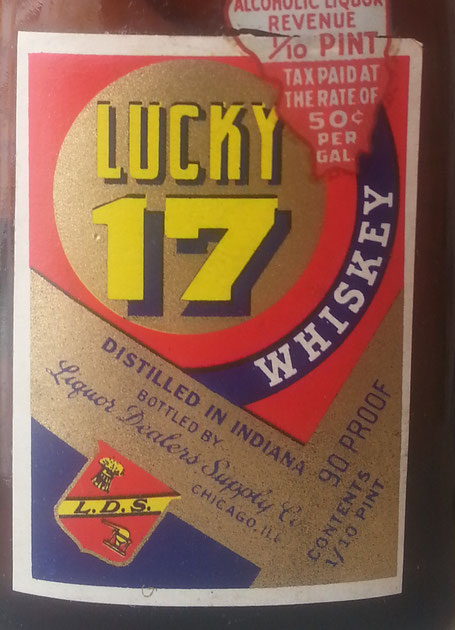 ALCOHOLIC LIQUOR
REVENUE
1/10 PINT
TAX PAID AT
THE RATE OF
50¢
PER
GAL.
LUCKY
17
WHISKEY
DISTILLED IN INDIANA
BOTTLED BY
Liquor Dealers Supply Co
CHICAGO, ILL
90 PROOF
CONTENTS
1/10 PINT
L.D.S.